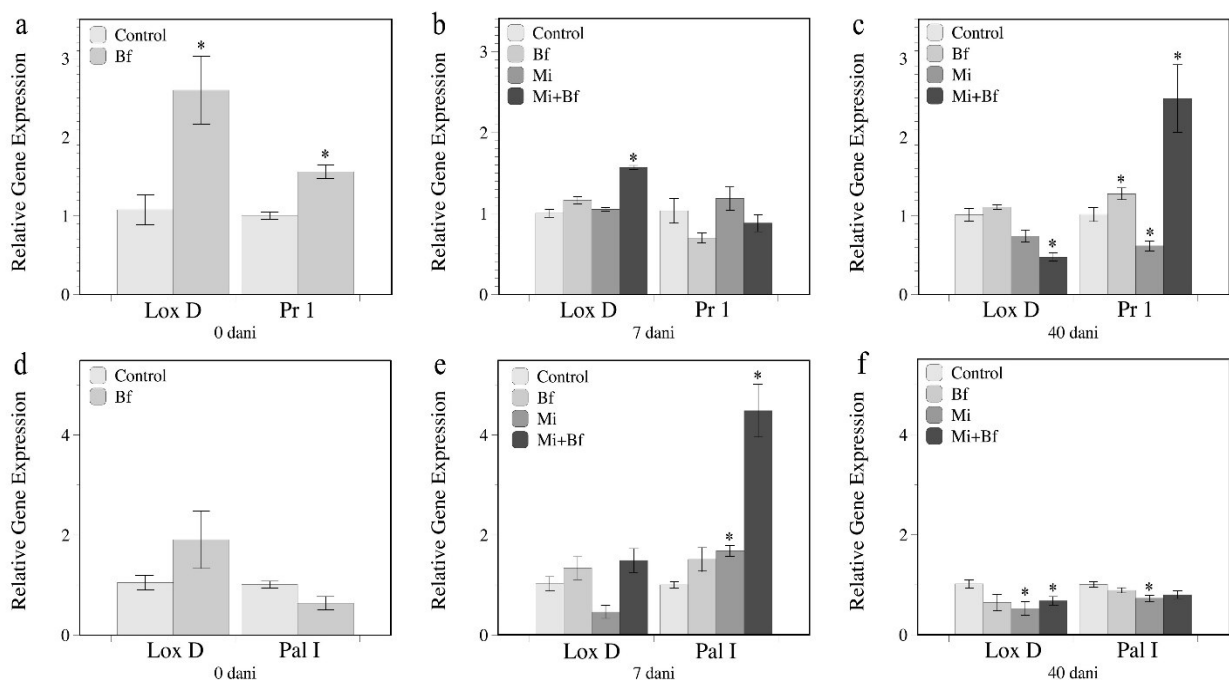 a
Control
Bf
*
*
3
2
1
0
Relative Gene Expression
Lox D Pr 1
0 dani
b
Control
Bf
Mi
Mi+Bf
*
3
2
1
0
Relative Gene Expression
Lox D Pr 1
7 dani
c
Control
Bf
Mi
Mi+Bf
*
*
*
*
3
2
1
0
Relative Gene Expression
Lox D Pr 1
40 dani
d
Control
Bf
4
2
0
Relative Gene Expression
Lox D Pal I
0 dani
e
Control
Bf
Mi
Mi+Bf
*
*
4
2
0
Relative Gene Expression
Lox D Pal I
7 dani
f
Control
Bf
Mi
Mi+Bf
* * *
4
2
0
Relative Gene Expression
Lox D Pal I
40 dani